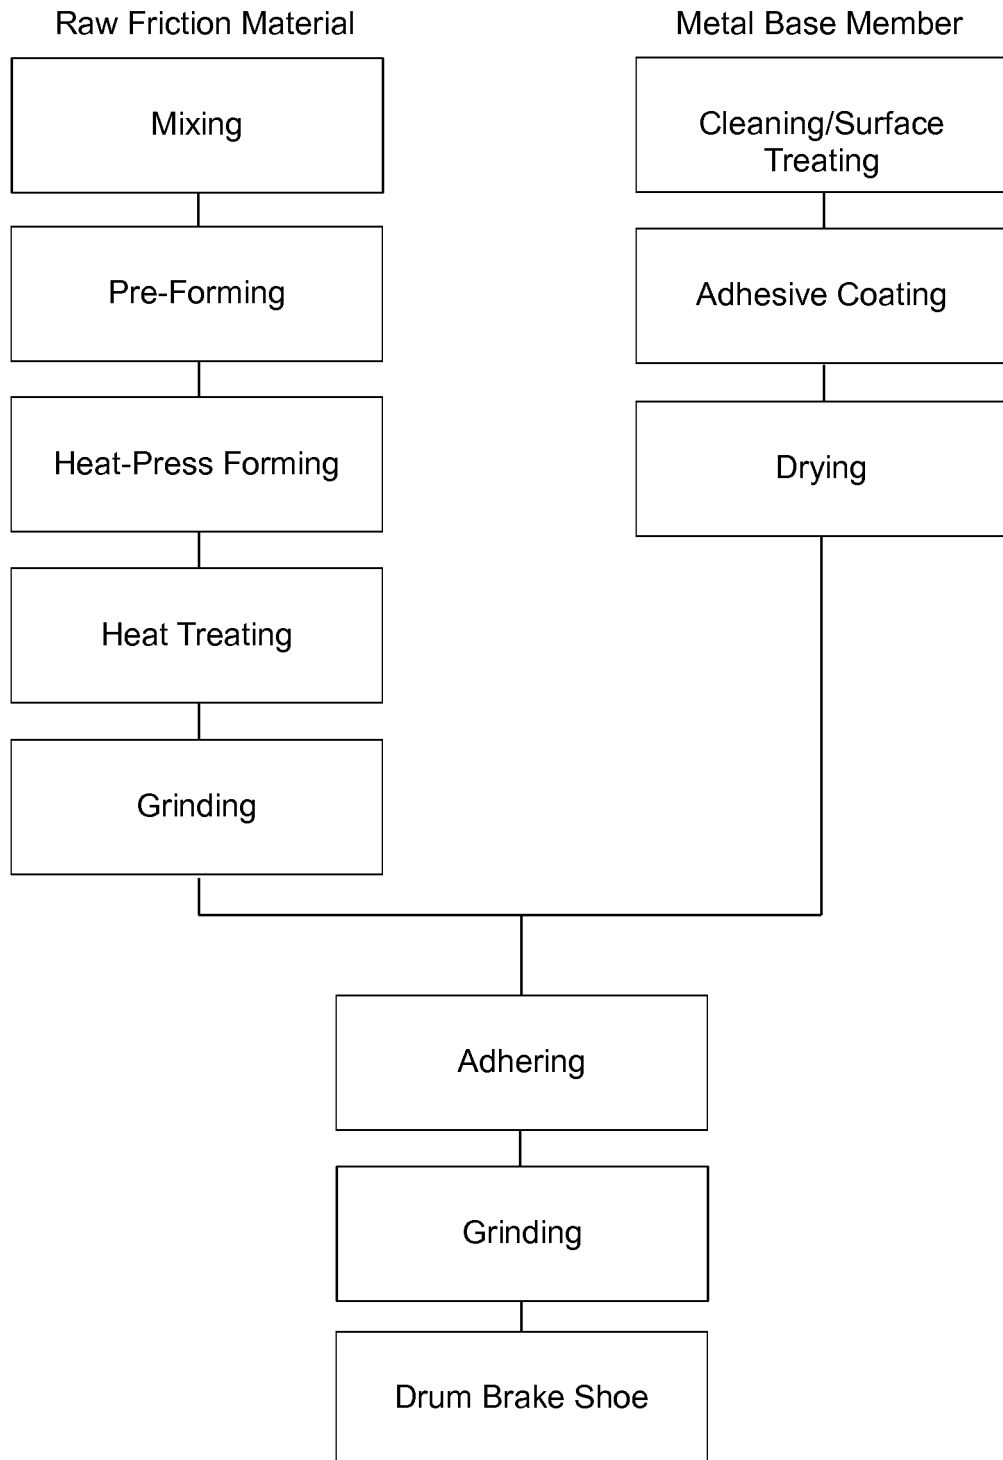 Raw Friction Material
Mixing
Pre-Forming
Heat-Press Forming
Heat Treating
Grinding
Metal Base Member
Cleaning/Surface
Treating
Adhesive Coating
Drying
Adhering
Grinding
Drum Brake Shoe